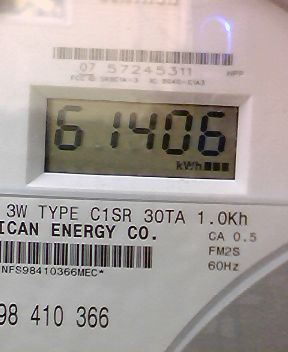 07 57245311
61406
kWh
3W TYPE C1SR 30TA 1.0Kh
ICAN ENERGY CO.
CA 0.5
FM2S
60Hz
NFS98410366MEC*
98 410 366